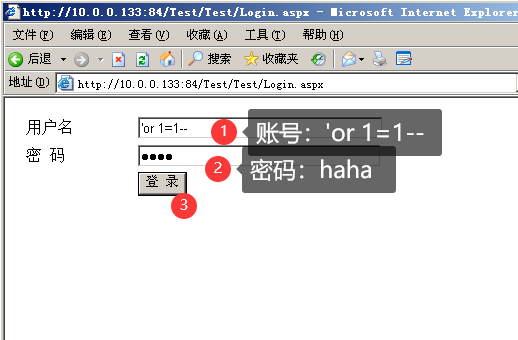 http://10.0.0.133:84/Test/Test/Login.aspx - Microsoft Internet Explorer
文件(F) 编辑(E) 查看(V) 收藏(A) 工具(T) 帮助(H)
后退 搜索 收藏夹
地址(D) http://10.0.0.133:84/Test/Test/Login.aspx
用户名 'or 1=1-- 1 账号：'or 1=1--
密 码 ●●●● 2 密码：haha
登 录
3